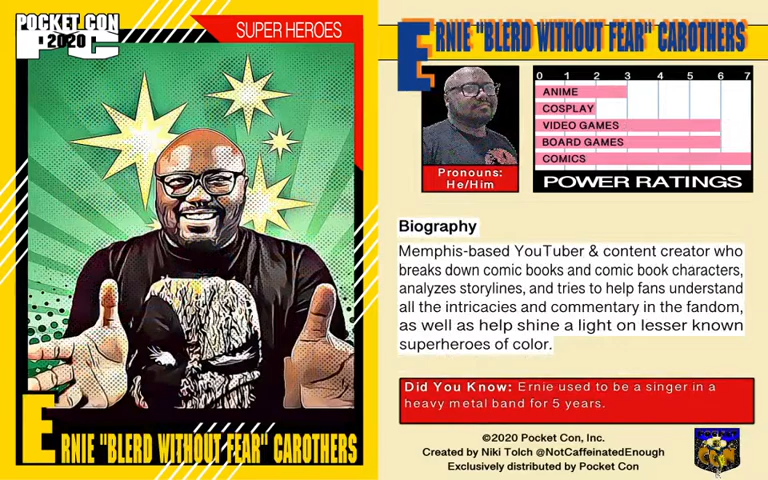 POCKET CON
2020
SUPER HEROES
ERNIE "BLERD WITHOUT FEAR" CAROTHERS
ERNIE "BLERD WITHOUT FEAR" CAROTHERS
Pronouns:
He/Him
0 1 2 3 4 5 6 7
ANIME
COSPLAY
VIDEO GAMES
BOARD GAMES
COMICS
POWER RATINGS
Biography
Memphis-based YouTuber & content creator who
breaks down comic books and comic book characters,
analyzes storylines, and tries to help fans understand
all the intricacies and commentary in the fandom,
as well as help shine a light on lesser known
superheroes of color.
Did You Know: Ernie used to be a singer in a
heavy metal band for 5 years.
©2020 Pocket Con, Inc.
Created by Niki Tolch @NotCaffeinatedEnough
Exclusively distributed by Pocket Con